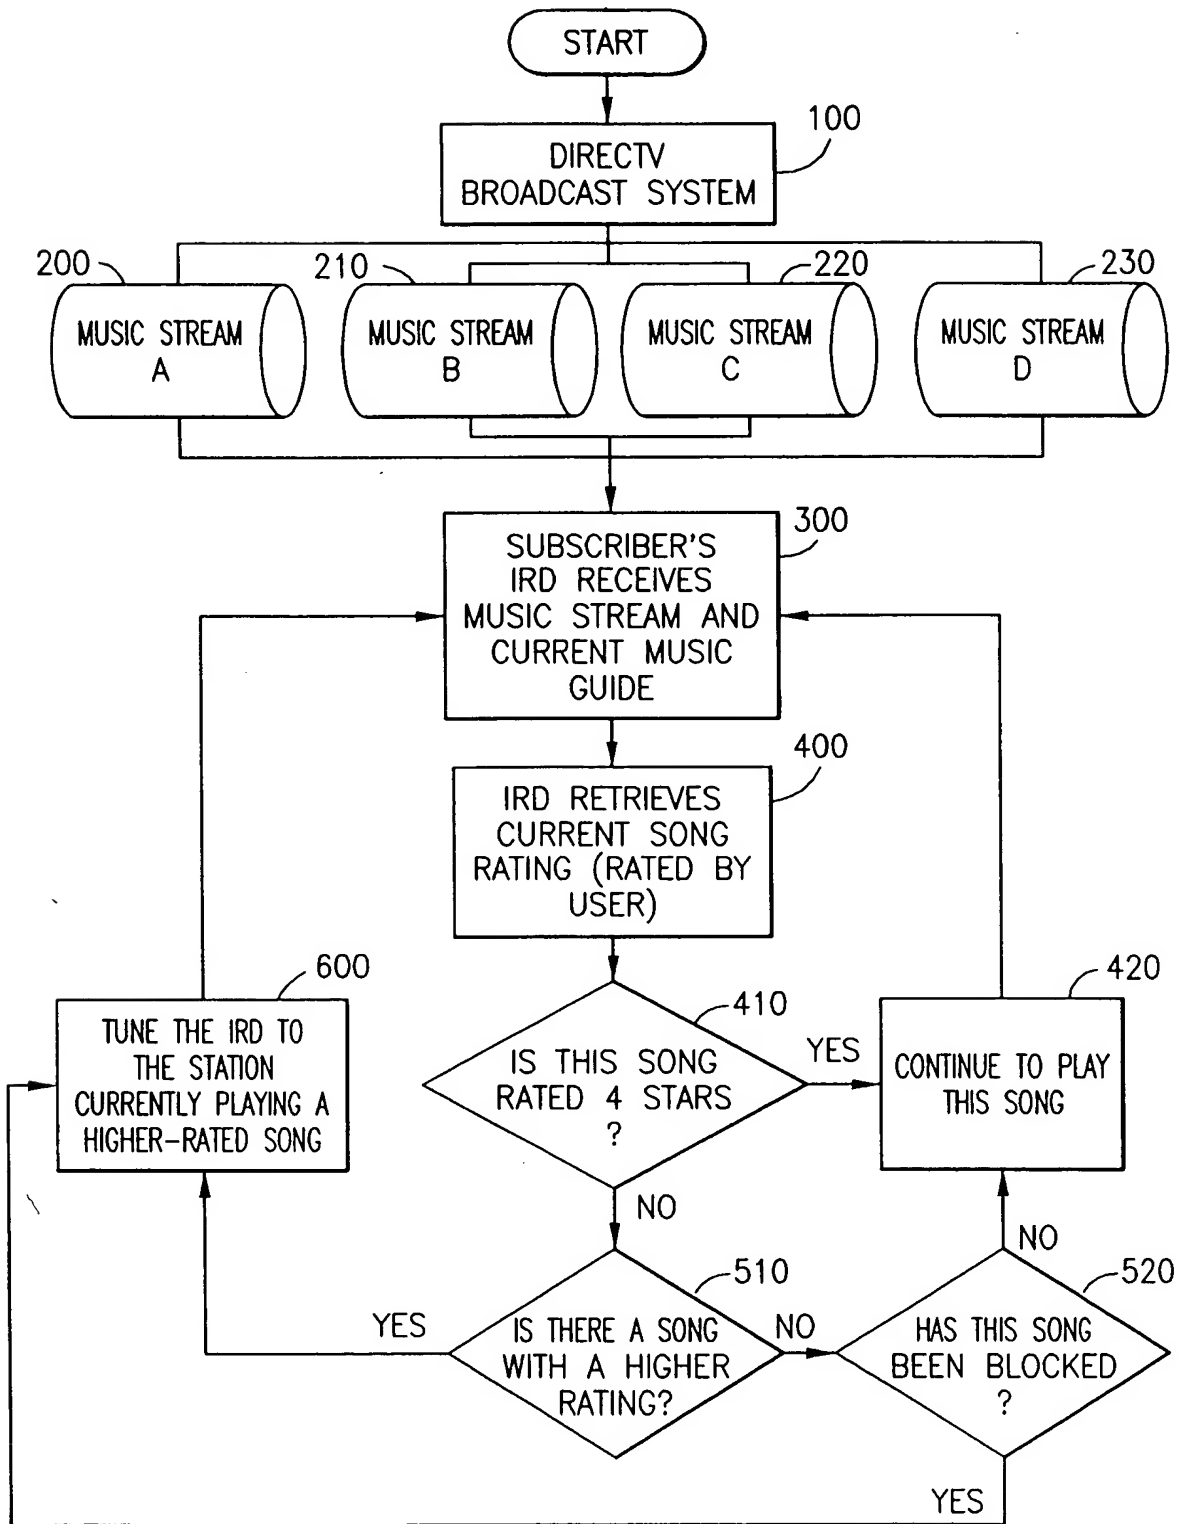 START
100
DIRECTV
BROADCAST SYSTEM
200
210
220
230
MUSIC STREAM
A
MUSIC STREAM
B
MUSIC STREAM
C
MUSIC STREAM
D
300
SUBSCRIBER'S
IRD RECEIVES
MUSIC STREAM AND
CURRENT MUSIC
GUIDE
400
IRD RETRIEVES
CURRENT SONG
RATING (RATED BY
USER)
600
TUNE THE IRD TO
THE STATION
CURRENTLY PLAYING A
HIGHER-RATED SONG
410
IS THIS SONG
RATED 4 STARS
?
YES
420
CONTINUE TO PLAY
THIS SONG
NO
NO
510
520
YES
IS THERE A SONG
WITH A HIGHER
RATING?
NO
HAS THIS SONG
BEEN BLOCKED
?
YES